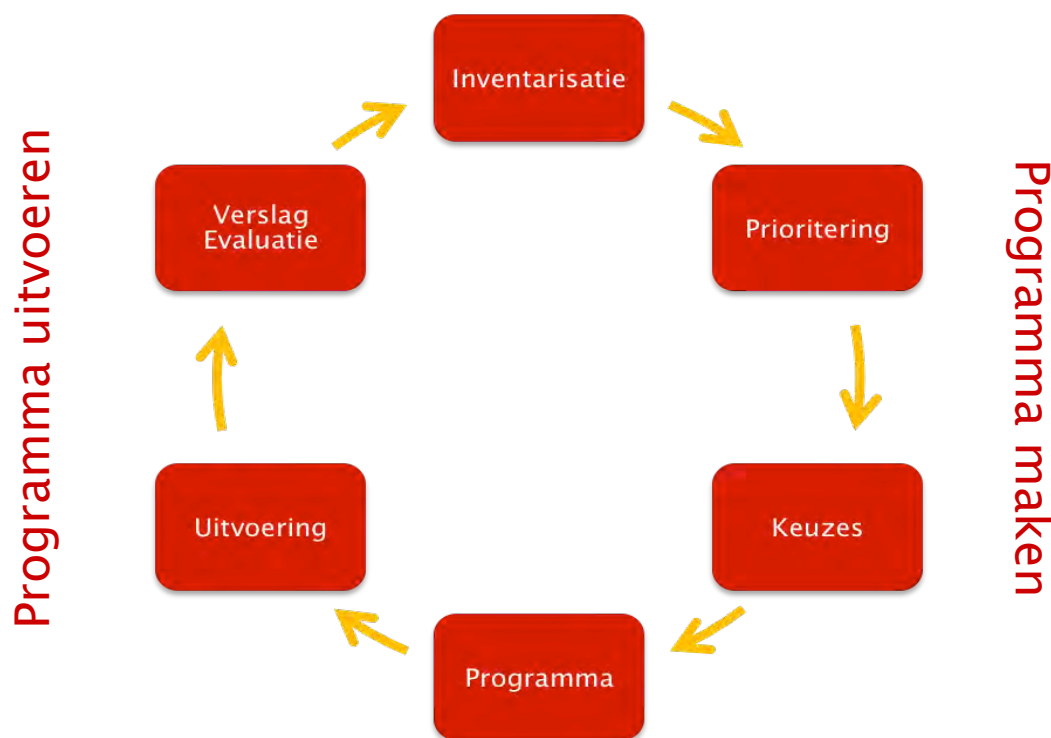 Inventarisatie
Prioritering
Keuzes
Programma
Uitvoering
Verslag
Evaluatie
Programma uitvoeren
Programma maken